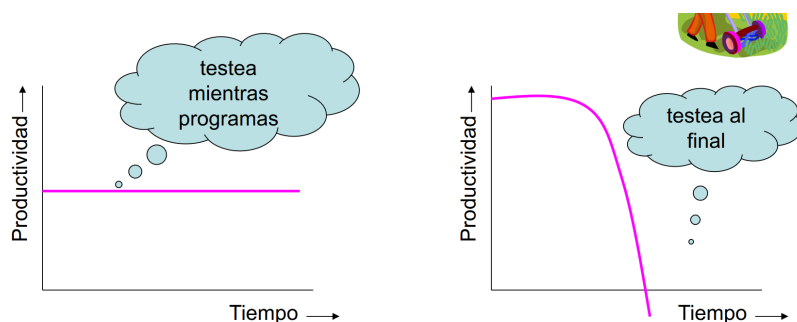 testea
mientras
programas
Productividad
Tiempo
testea al
final
Productividad
Tiempo